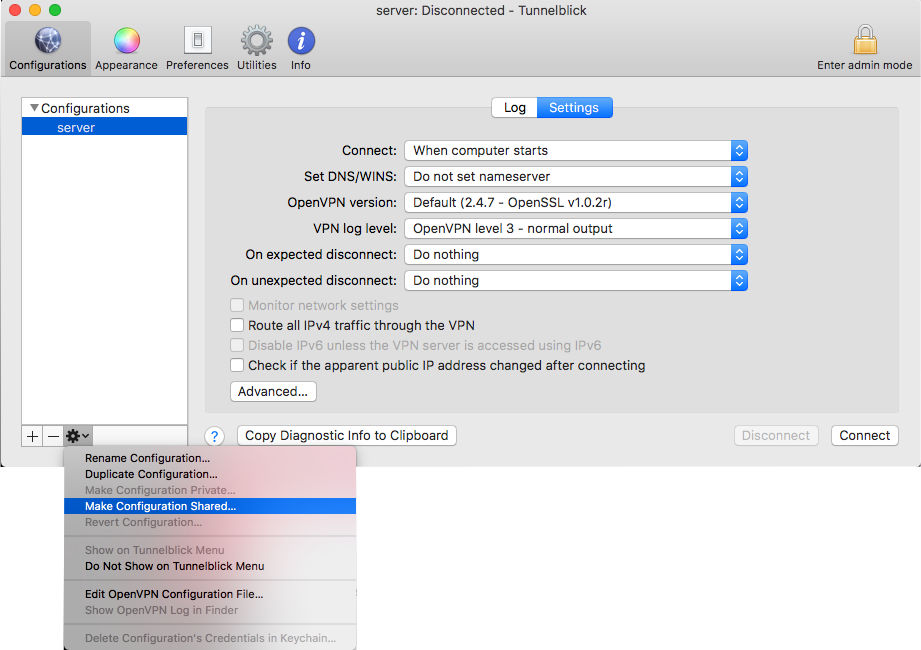 server: Disconnected - Tunnelblick
Configurations Appearance Preferences Utilities Info Enter admin mode
Configurations
server
Log Settings
Connect: When computer starts
Set DNS/WINS: Do not set nameserver
OpenVPN version: Default (2.4.7 - OpenSSL v1.0.2r)
VPN log level: OpenVPN level 3 - normal output
On expected disconnect: Do nothing
On unexpected disconnect: Do nothing
Monitor network settings
Route all IPv4 traffic through the VPN
Disable IPv6 unless the VPN server is accessed using IPv6
Check if the apparent public IP address changed after connecting
Advanced...
? Copy Diagnostic Info to Clipboard Disconnect Connect
Rename Configuration...
Duplicate Configuration...
Make Configuration Private...
Make Configuration Shared...
Revert Configuration...
Show on Tunnelblick Menu
Do Not Show on Tunnelblick Menu
Edit OpenVPN Configuration File...
Show OpenVPN Log in Finder
Delete Configuration's Credentials in Keychain...